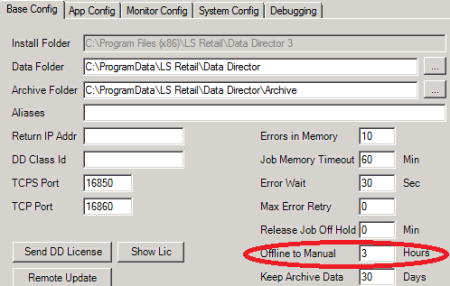 Base Config App Config Monitor Config System Config Debugging
Install Folder C:\Program Files (x86)\LS Retail\Data Director 3
Data Folder C:\ProgramData\LS Retail\Data Director ...
Archive Folder C:\ProgramData\LS Retail\Data Director\Archive ...
Aliases
Return IP Addr Errors in Memory 10
DD Class Id Job Memory Timeout 60 Min
TCPS Port 16850 Error Wait 30 Sec
TCP Port 16860 Max Error Retry 0
Release Job Off Hold 0 Min
Send DD License Show Lic Offline to Manual 3 Hours
Remote Update Keep Archive Data 30 Days